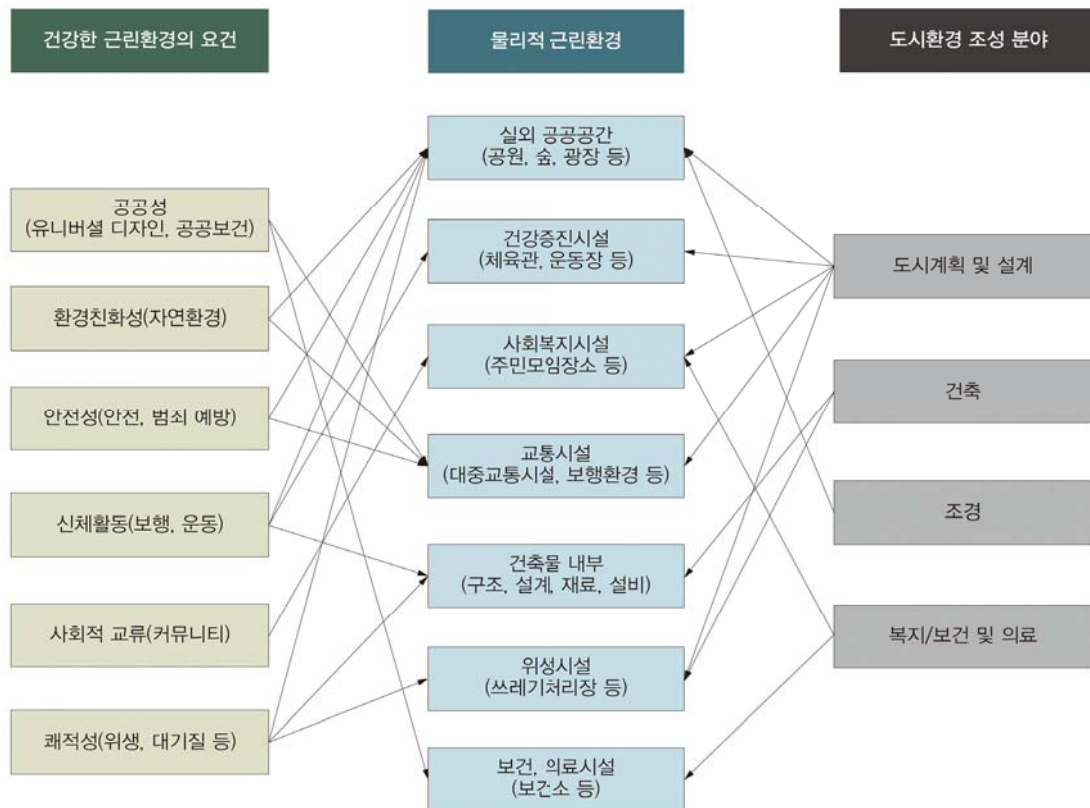 건강한 근린환경의 요건
물리적 근린환경
도시환경 조성 분야
공공성
(유니버셜 디자인, 공공보건)
환경친화성(자연환경)
안전성(안전, 범죄 예방)
신체활동(보행, 운동)
사회적 교류(커뮤니티)
쾌적성(위생, 대기질 등)
실외 공공공간
(공원, 숲, 광장 등)
건강증진시설
(체육관, 운동장 등)
사회복지시설
(주민모임장소 등)
교통시설
(대중교통시설, 보행환경 등)
건축물 내부
(구조, 설계, 재료, 설비)
위성시설
(쓰레기처리장 등)
보건, 의료시설
(보건소 등)
도시계획 및 설계
건축
조경
복지/보건 및 의료